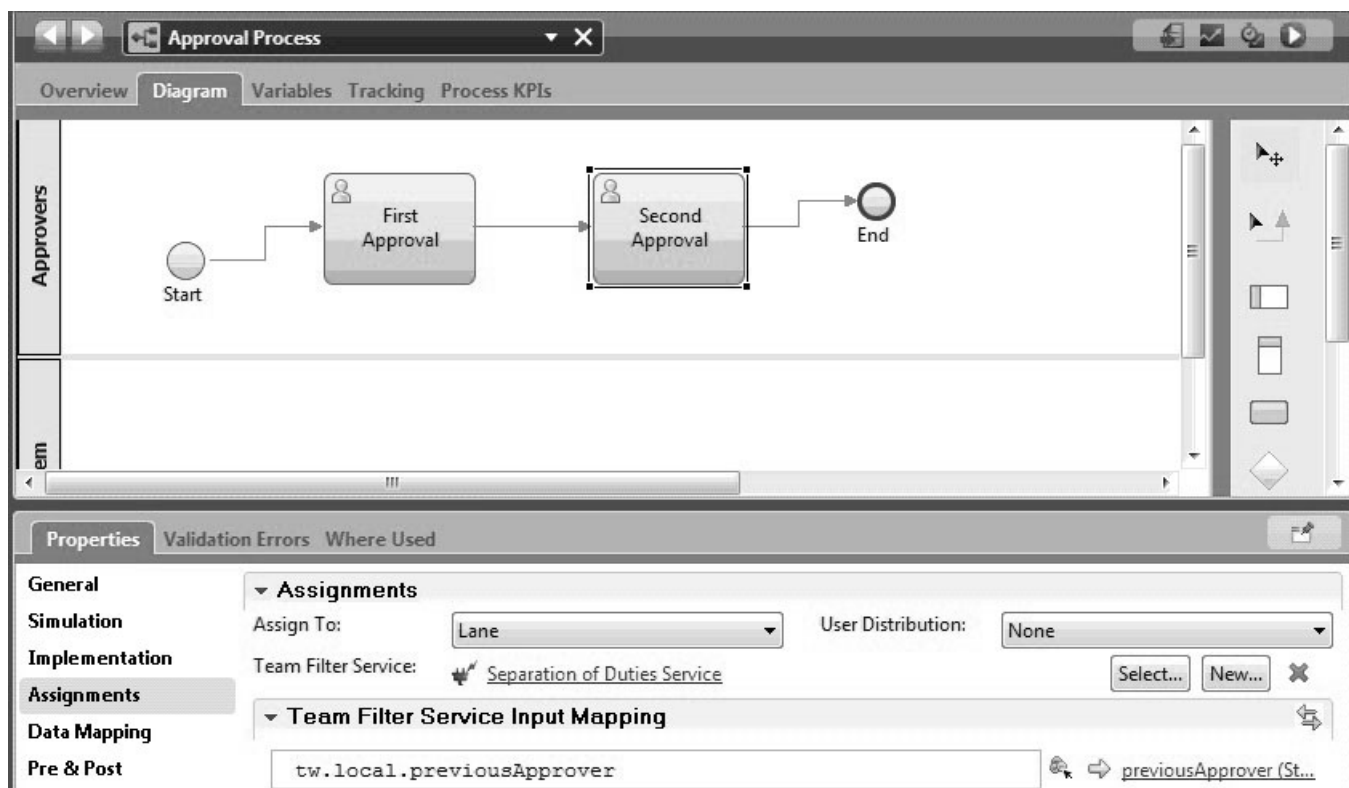 Approval Process
Overview Diagram Variables Tracking Process KPIs
Approvers
First
Approval
Second
Approval
Start
End
em
Properties Validation Errors Where Used
General
Simulation
Implementation
Assignments
Data Mapping
Pre & Post
Assignments
Assign To: Lane User Distribution: None
Team Filter Service: Separation of Duties Service Select... New...
Team Filter Service Input Mapping
tw.local.previousApprover previousApprover (St...